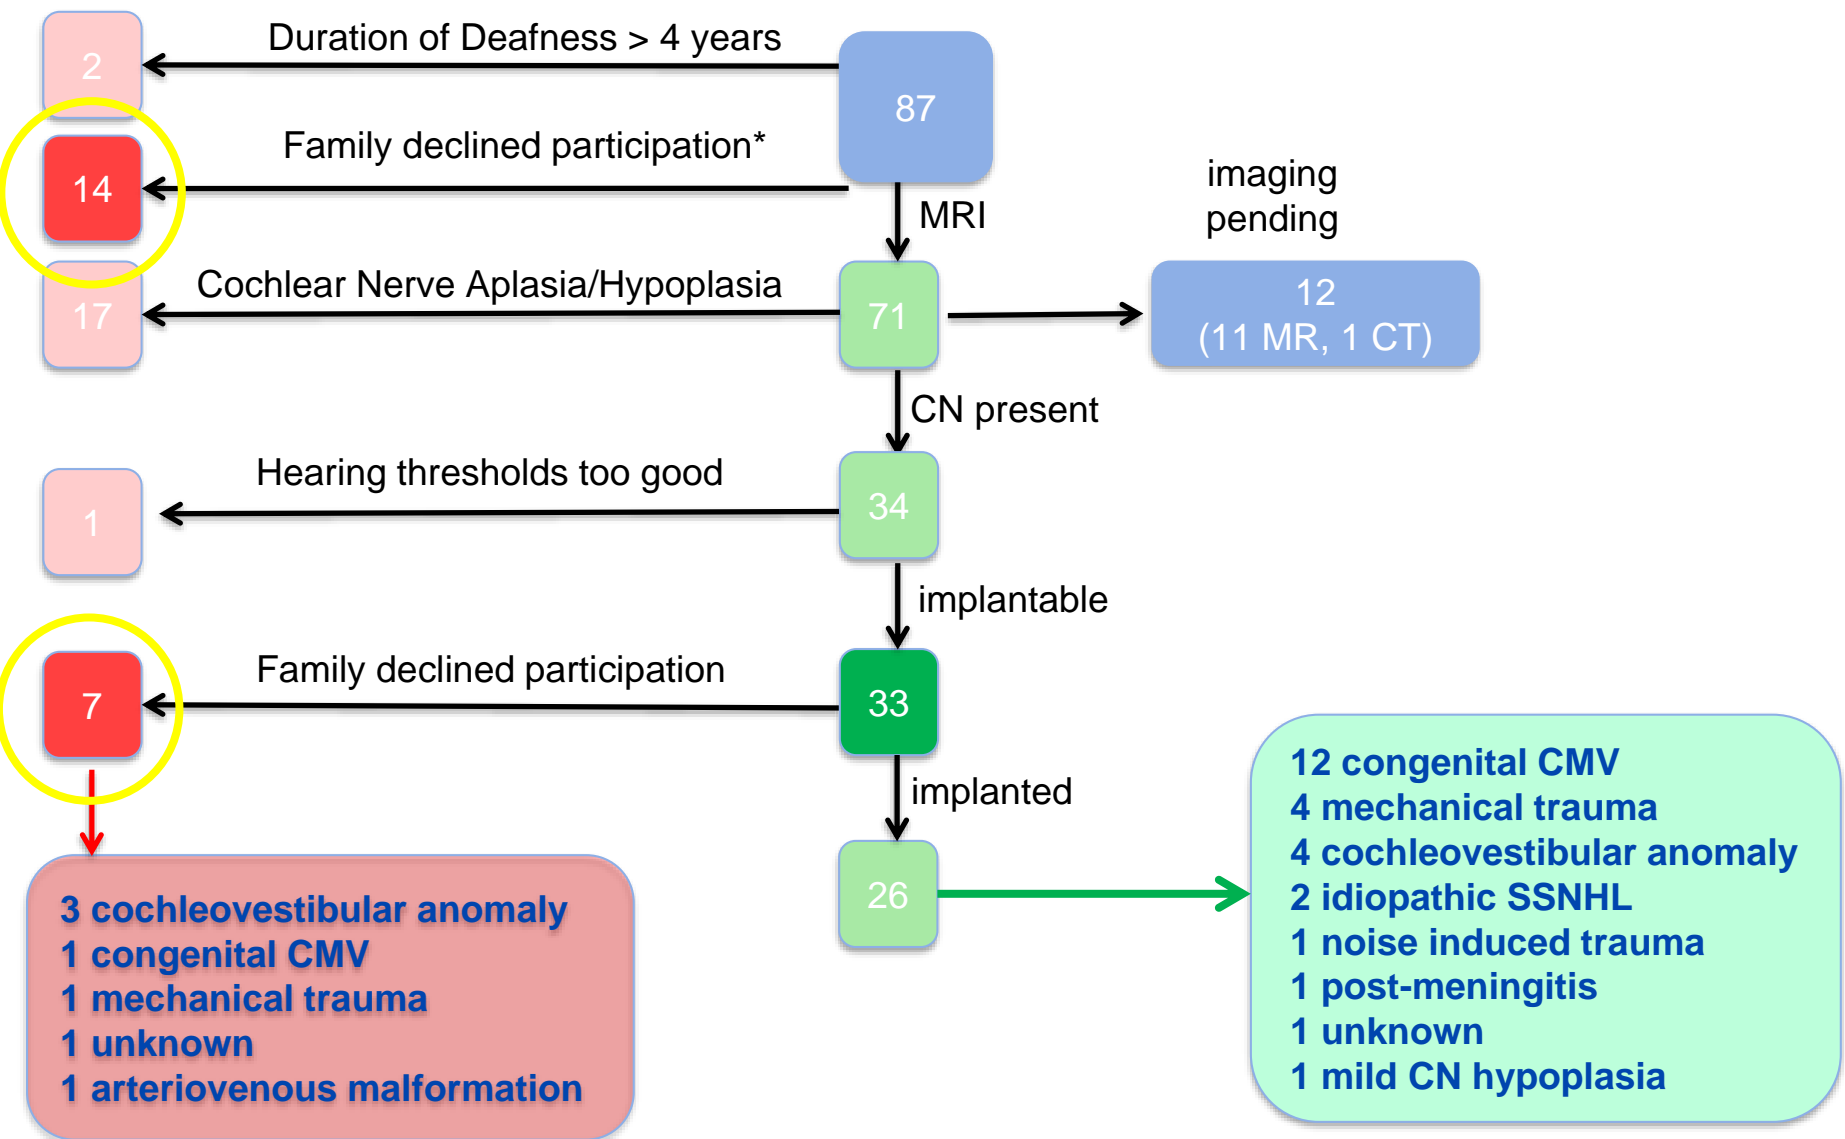 Duration of Deafness > 4 years
2
87
Family declined participation*
14
MRI
imaging
pending
Cochlear Nerve Aplasia/Hypoplasia
17
71
12
(11 MR, 1 CT)
CN present
Hearing thresholds too good
1
34
implantable
Family declined participation
7
33
implanted
26
3 cochleovestibular anomaly
1 congenital CMV
1 mechanical trauma
1 unknown
1 arteriovenous malformation
12 congenital CMV
4 mechanical trauma
4 cochleovestibular anomaly
2 idiopathic SSNHL
1 noise induced trauma
1 post-meningitis
1 unknown
1 mild CN hypoplasia